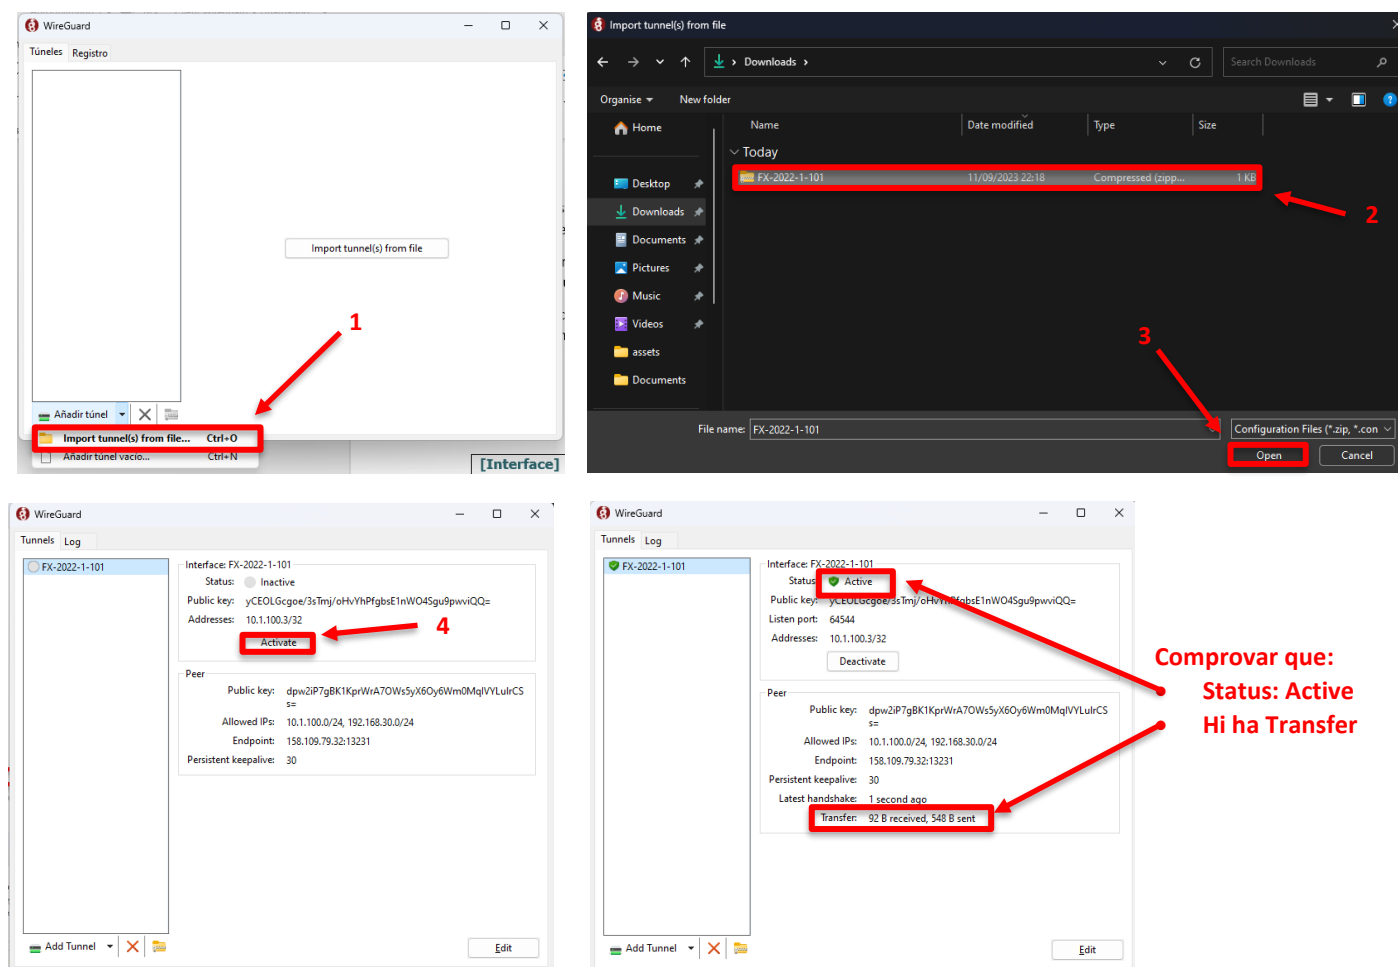 WireGuard
Túneles Registro
Import tunnel(s) from file
1
Añadir túnel
Import tunnel(s) from file... Ctrl+O
Añadir túnel vacío... Ctrl+N
[Interface]
Import tunnel(s) from file
Downloads
Search Downloads
Organise New folder
Home
Desktop
Downloads
Documents
Pictures
Music
Videos
assets
Documents
Name Date modified Type Size
Today
FX-2022-1-101 11/09/2023 22:18 Compressed (zipp... 1 KB
2
3
File name: FX-2022-1-101 Configuration Files (*.zip, *.con
Open Cancel
WireGuard
Tunnels Log
FX-2022-1-101
Interface: FX-2022-1-101
Status: Inactive
Public key: yCEOLGcgoe/3sTmj/oHvYhPfgbsE1nWO4Sgu9pwviQQ=
Addresses: 10.1.100.3/32
Activate
4
Peer
Public key: dpw2iP7gBK1KprWrA7OWs5yX6Oy6Wm0MqIVYLulrCS
s=
Allowed IPs: 10.1.100.0/24, 192.168.30.0/24
Endpoint: 158.109.79.32:13231
Persistent keepalive: 30
Add Tunnel
Edit
WireGuard
Tunnels Log
FX-2022-1-101
Interface: FX-2022-1-101
Status: Active
Public key: yCEOLGcgoe/3sTmj/oHvYhPfgbsE1nWO4Sgu9pwviQQ=
Listen port: 64544
Addresses: 10.1.100.3/32
Deactivate
Peer
Public key: dpw2iP7gBK1KprWrA7OWs5yX6Oy6Wm0MqIVYLulrCS
s=
Allowed IPs: 10.1.100.0/24, 192.168.30.0/24
Endpoint: 158.109.79.32:13231
Persistent keepalive: 30
Latest handshake: 1 second ago
Transfer: 92 B received, 548 B sent
Add Tunnel
Edit
Comprovar que:
• Status: Active
• Hi ha Transfer